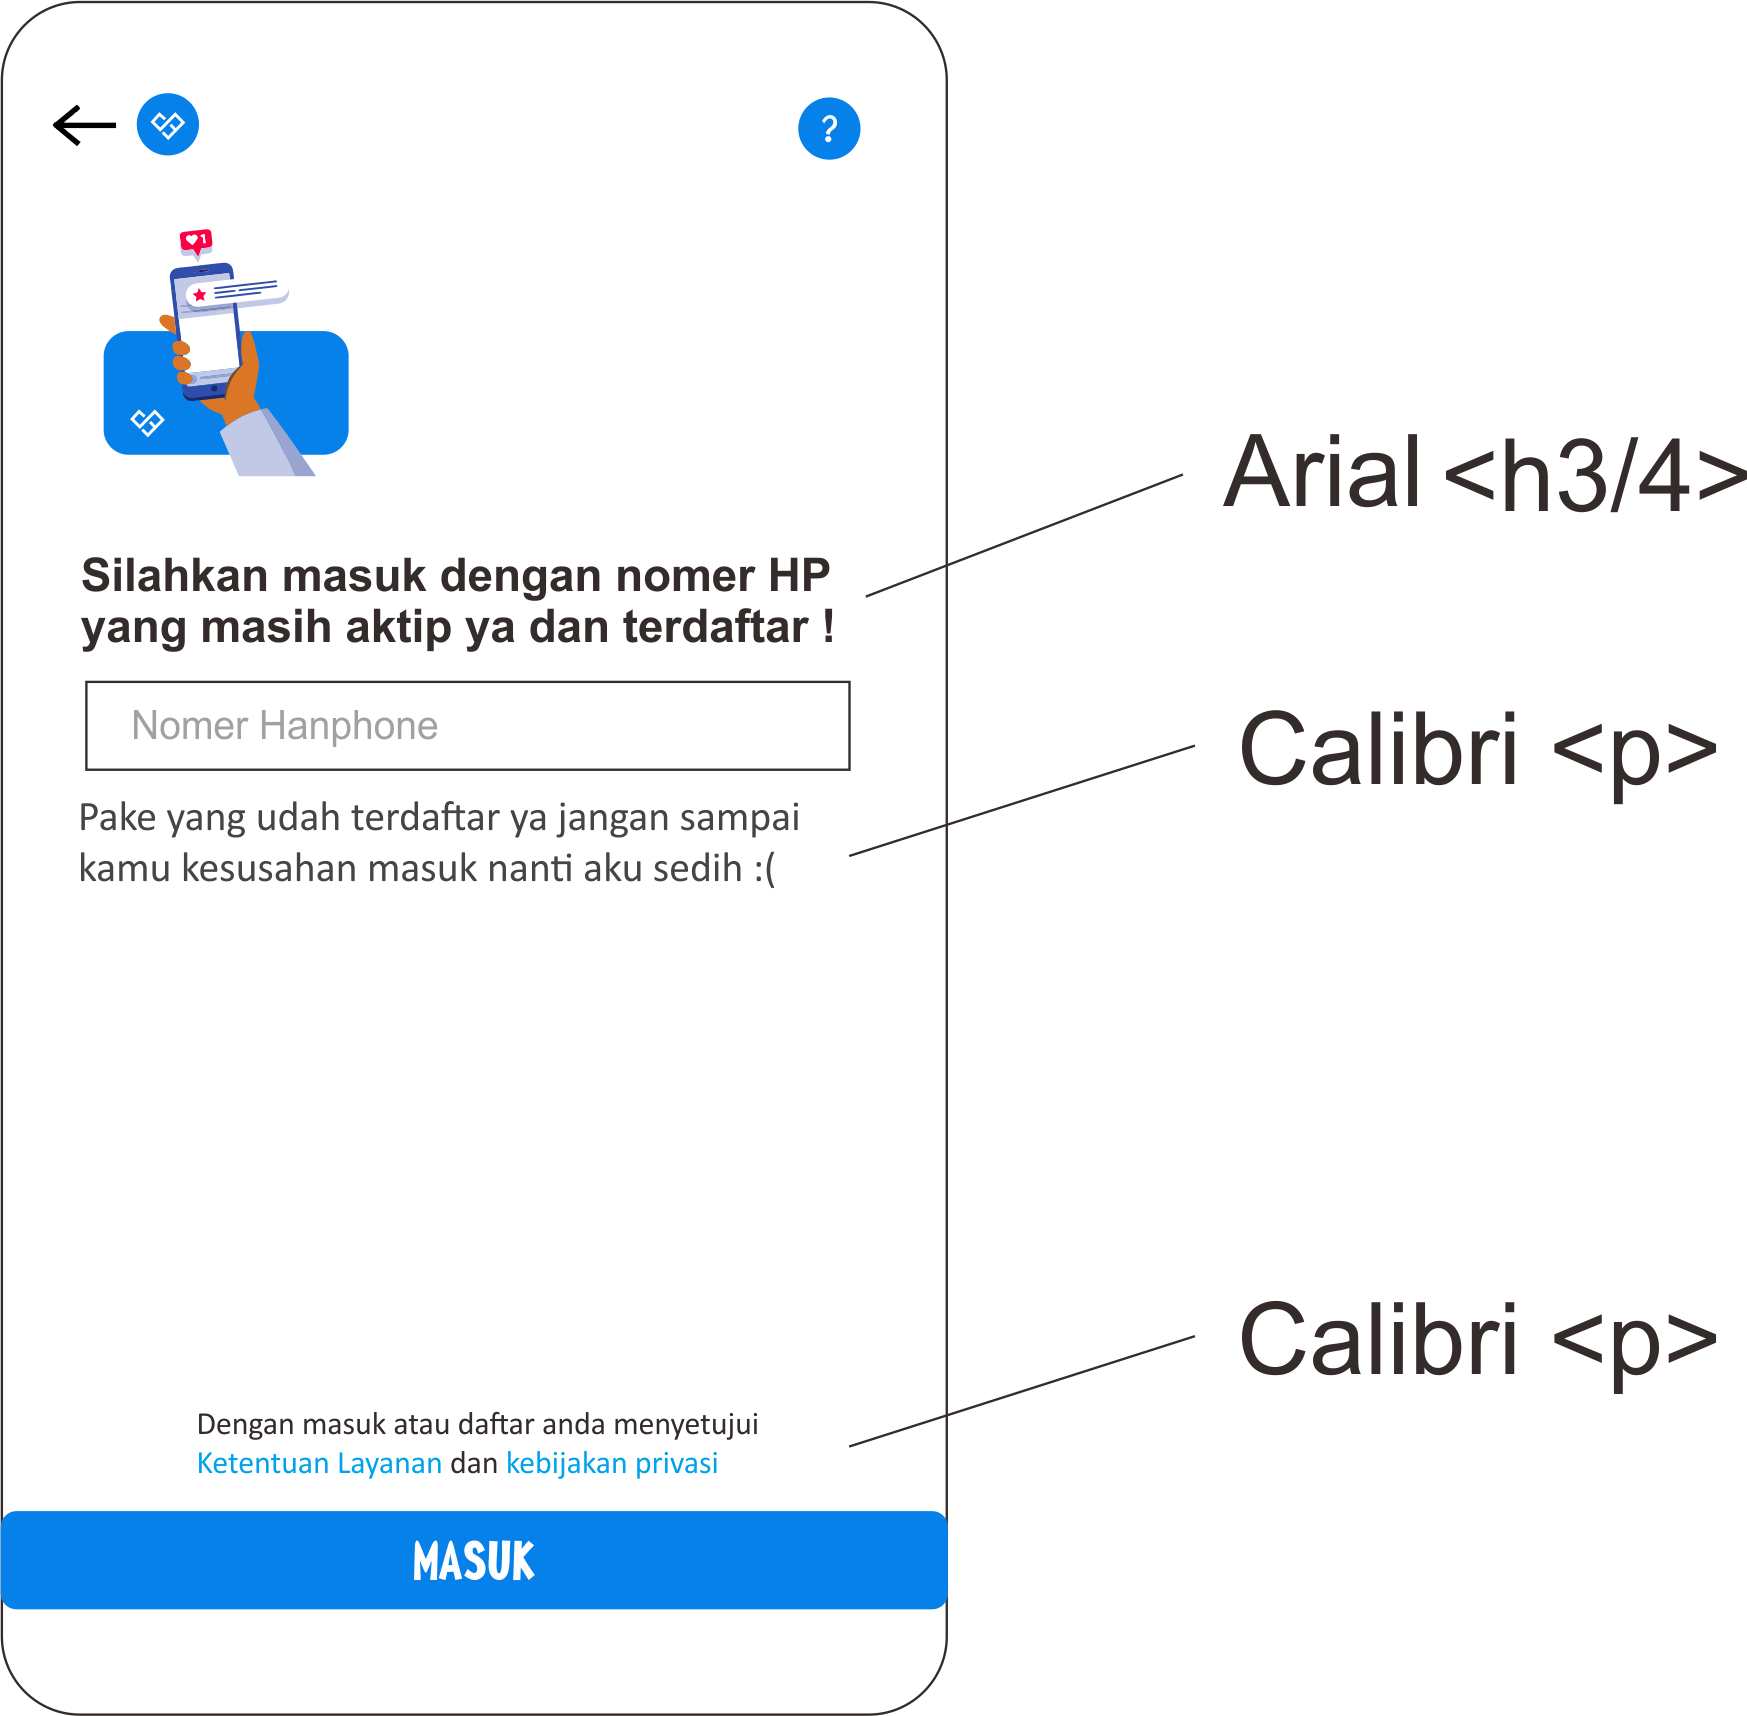 ?
1
Silahkan masuk dengan nomer HP
yang masih aktip ya dan terdaftar !
Nomer Hanphone
Pake yang udah terdaftar ya jangan sampai
kamu kesusahan masuk nanti aku sedih :(
Dengan masuk atau daftar anda menyetujui
Ketentuan Layanan dan kebijakan privasi
MASUK
Arial <h3/4>
Calibri <p>
Calibri <p>